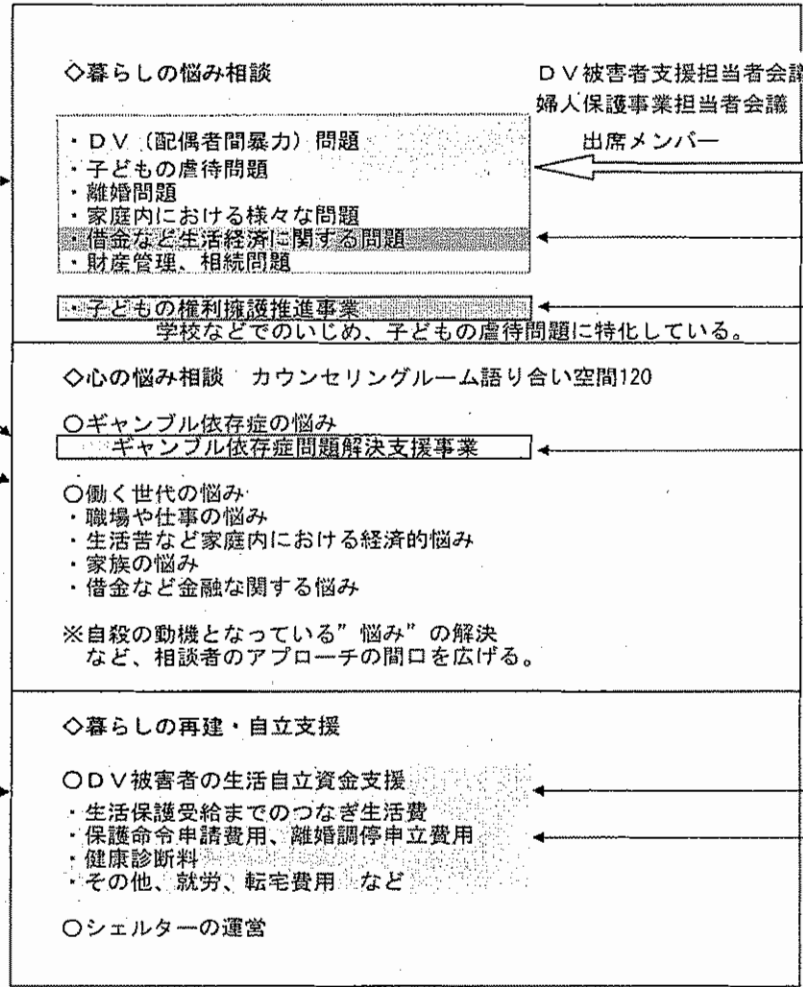 ◇暮らしの悩み相談
DV被害者支援担当者会議
婦人保護事業担当者会議
出席メンバー
・DV(配偶者間暴力)問題
・子どもの虐待問題
・離婚問題
・家庭内における様々な問題
・借金など生活経済に関する問題
・財産管理、相続問題
・子どもの権利擁護推進事業
学校などでのいじめ、子どもの虐待問題に特化している。
◇心の悩み相談 カウンセリングルーム語り合い空間120
○ギャンブル依存症の悩み
ギャンブル依存症問題解決支援事業
○働く世代の悩み
・職場や仕事の悩み
・生活苦など家庭内における経済的悩み
・家族の悩み
・借金など金融な関する悩み
※自殺の動機となっている”悩み”の解決
など、相談者のアプローチの間口を広げる。
◇暮らしの再建・自立支援
○DV被害者の生活自立資金支援
・生活保護受給までのつなぎ生活費
・保護命令申請費用、離婚調停申立費用
・健康診断料
・その他、就労、転宅費用 など
○シェルターの運営